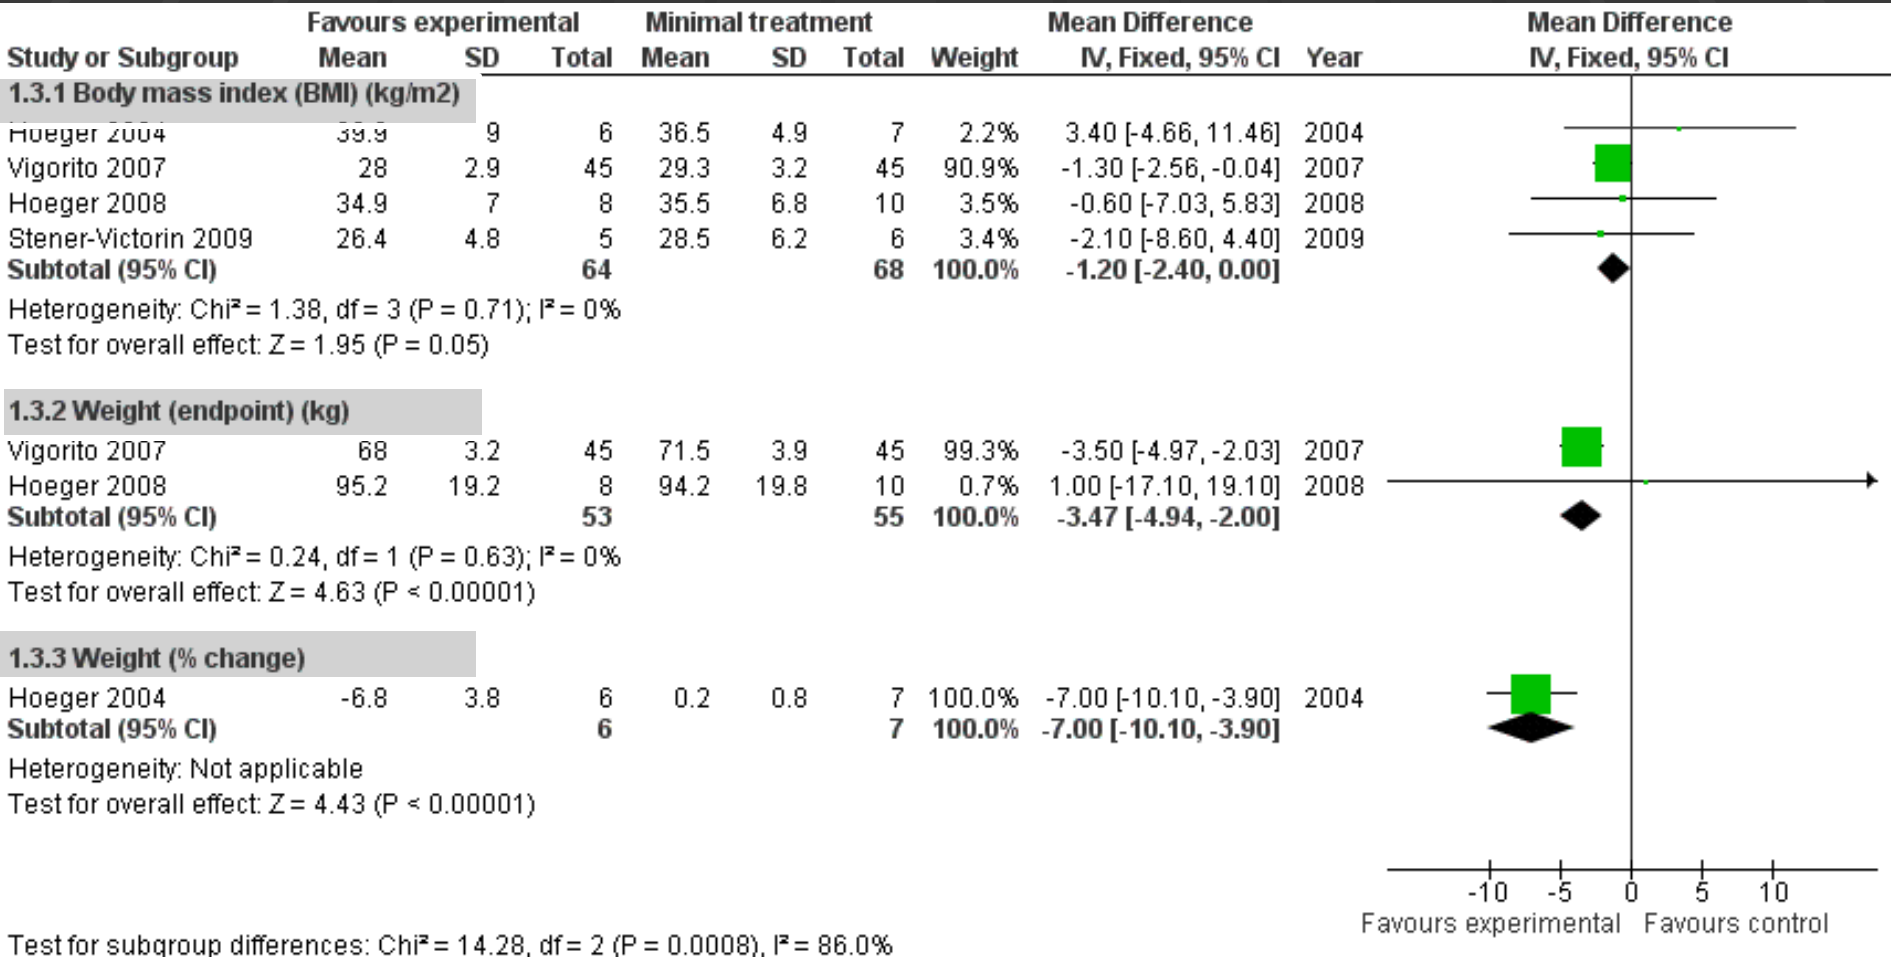 Favours experimental Minimal treatment Mean Difference Mean Difference
Study or Subgroup Mean SD Total Mean SD Total Weight IV, Fixed, 95% CI Year IV, Fixed, 95% CI
1.3.1 Body mass index (BMI) (kg/m2)
Hoeger 2004 39.9 9 6 36.5 4.9 7 2.2% 3.40 [-4.66, 11.46] 2004
Vigorito 2007 28 2.9 45 29.3 3.2 45 90.9% -1.30 [-2.56, -0.04] 2007
Hoeger 2008 34.9 7 8 35.5 6.8 10 3.5% -0.60 [-7.03, 5.83] 2008
Stener-Victorin 2009 26.4 4.8 5 28.5 6.2 6 3.4% -2.10 [-8.60, 4.40] 2009
Subtotal (95% CI) 64 68 100.0% -1.20 [-2.40, 0.00]
Heterogeneity: Chi² = 1.38, df = 3 (P = 0.71); I² = 0%
Test for overall effect: Z = 1.95 (P = 0.05)
1.3.2 Weight (endpoint) (kg)
Vigorito 2007 68 3.2 45 71.5 3.9 45 99.3% -3.50 [-4.97, -2.03] 2007
Hoeger 2008 95.2 19.2 8 94.2 19.8 10 0.7% 1.00 [-17.10, 19.10] 2008
Subtotal (95% CI) 53 55 100.0% -3.47 [-4.94, -2.00]
Heterogeneity: Chi² = 0.24, df = 1 (P = 0.63); I² = 0%
Test for overall effect: Z = 4.63 (P < 0.00001)
1.3.3 Weight (% change)
Hoeger 2004 -6.8 3.8 6 0.2 0.8 7 100.0% -7.00 [-10.10, -3.90] 2004
Subtotal (95% CI) 6 7 100.0% -7.00 [-10.10, -3.90]
Heterogeneity: Not applicable
Test for overall effect: Z = 4.43 (P < 0.00001)
-10 -5 0 5 10
Favours experimental Favours control
Test for subgroup differences: Chi² = 14.28, df = 2 (P = 0.0008), I² = 86.0%